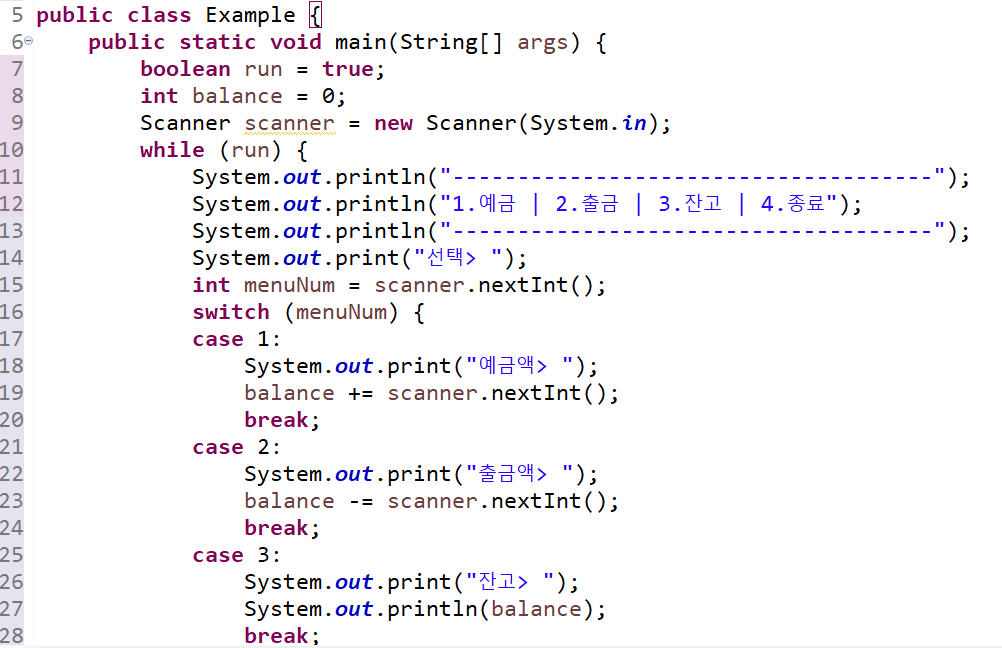 5 public class Example {
6 public static void main(String[] args) {
7 boolean run = true;
8 int balance = 0;
9 Scanner scanner = new Scanner(System.in);
10 while (run) {
11 System.out.println("-------------------------------------");
12 System.out.println("1.예금 | 2.출금 | 3.잔고 | 4.종료");
13 System.out.println("-------------------------------------");
14 System.out.print("선택> ");
15 int menuNum = scanner.nextInt();
16 switch (menuNum) {
17 case 1:
18 System.out.print("예금액> ");
19 balance += scanner.nextInt();
20 break;
21 case 2:
22 System.out.print("출금액> ");
23 balance -= scanner.nextInt();
24 break;
25 case 3:
26 System.out.print("잔고> ");
27 System.out.println(balance);
28 break;